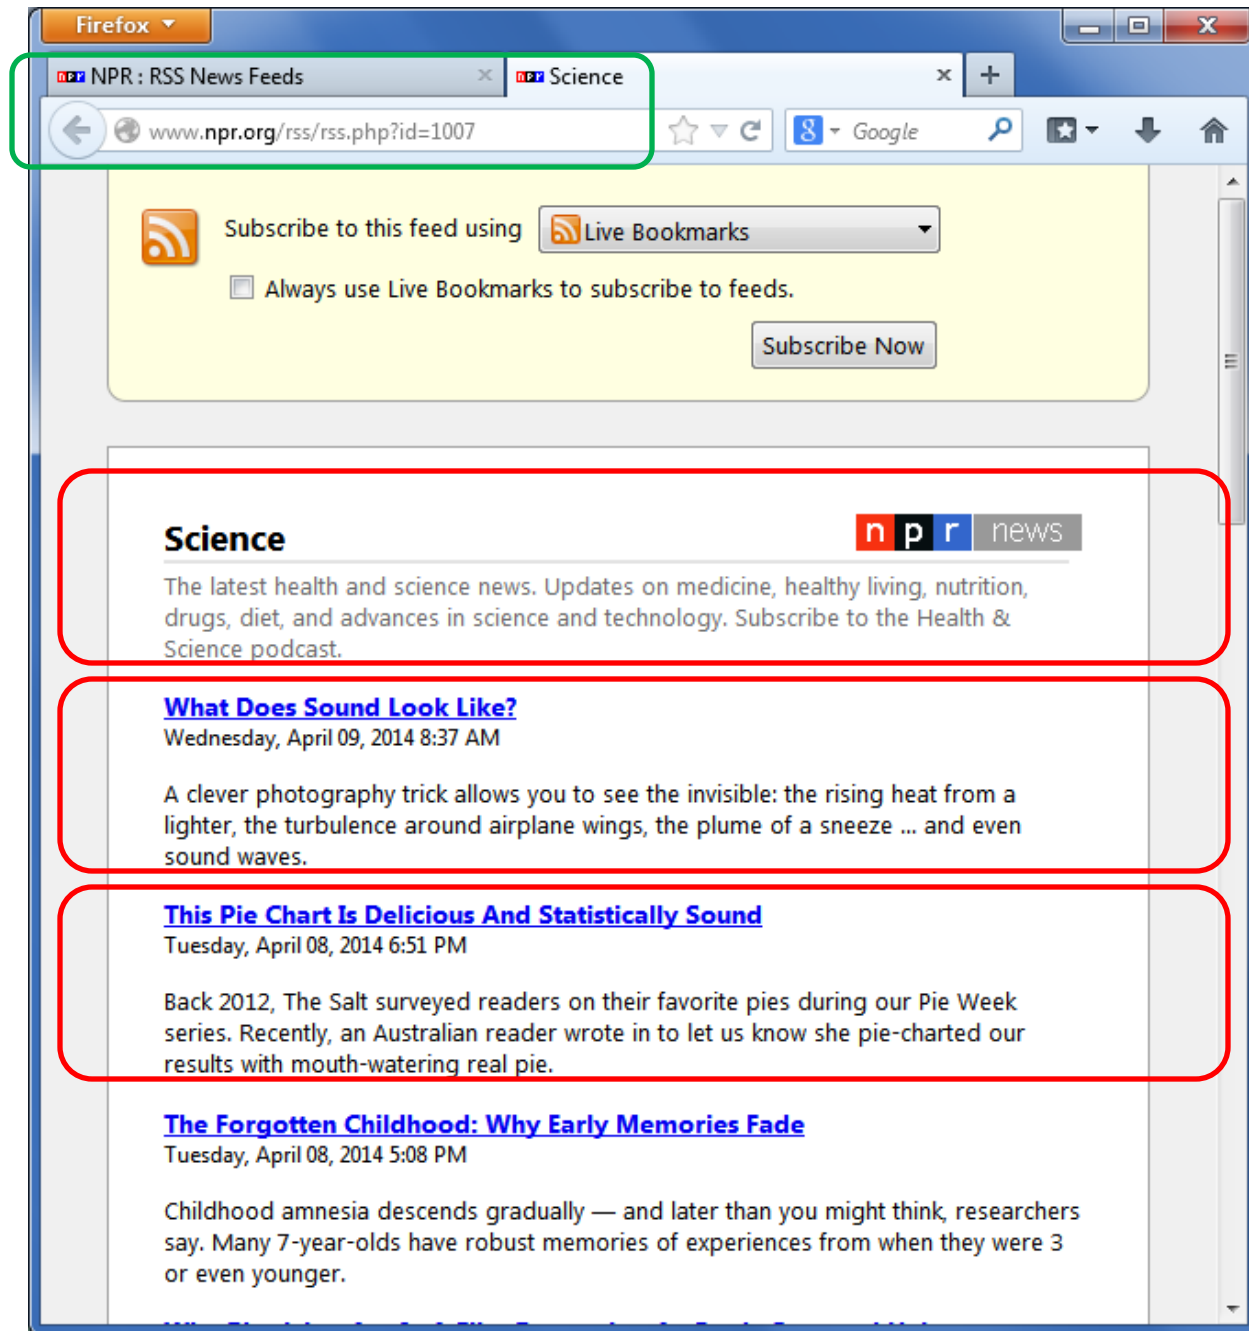 Firefox
NPR : RSS News Feeds
Science
www.npr.org/rss/rss.php?id=1007
8
Google
Subscribe to this feed using
Live Bookmarks
Always use Live Bookmarks to subscribe to feeds.
Subscribe Now
Science
npr news
The latest health and science news. Updates on medicine, healthy living, nutrition,
drugs, diet, and advances in science and technology. Subscribe to the Health &
Science podcast.
What Does Sound Look Like?
Wednesday, April 09, 2014 8:37 AM
A clever photography trick allows you to see the invisible: the rising heat from a
lighter, the turbulence around airplane wings, the plume of a sneeze ... and even
sound waves.
This Pie Chart Is Delicious And Statistically Sound
Tuesday, April 08, 2014 6:51 PM
Back 2012, The Salt surveyed readers on their favorite pies during our Pie Week
series. Recently, an Australian reader wrote in to let us know she pie-charted our
results with mouth-watering real pie.
The Forgotten Childhood: Why Early Memories Fade
Tuesday, April 08, 2014 5:08 PM
Childhood amnesia descends gradually — and later than you might think, researchers
say. Many 7-year-olds have robust memories of experiences from when they were 3
or even younger.